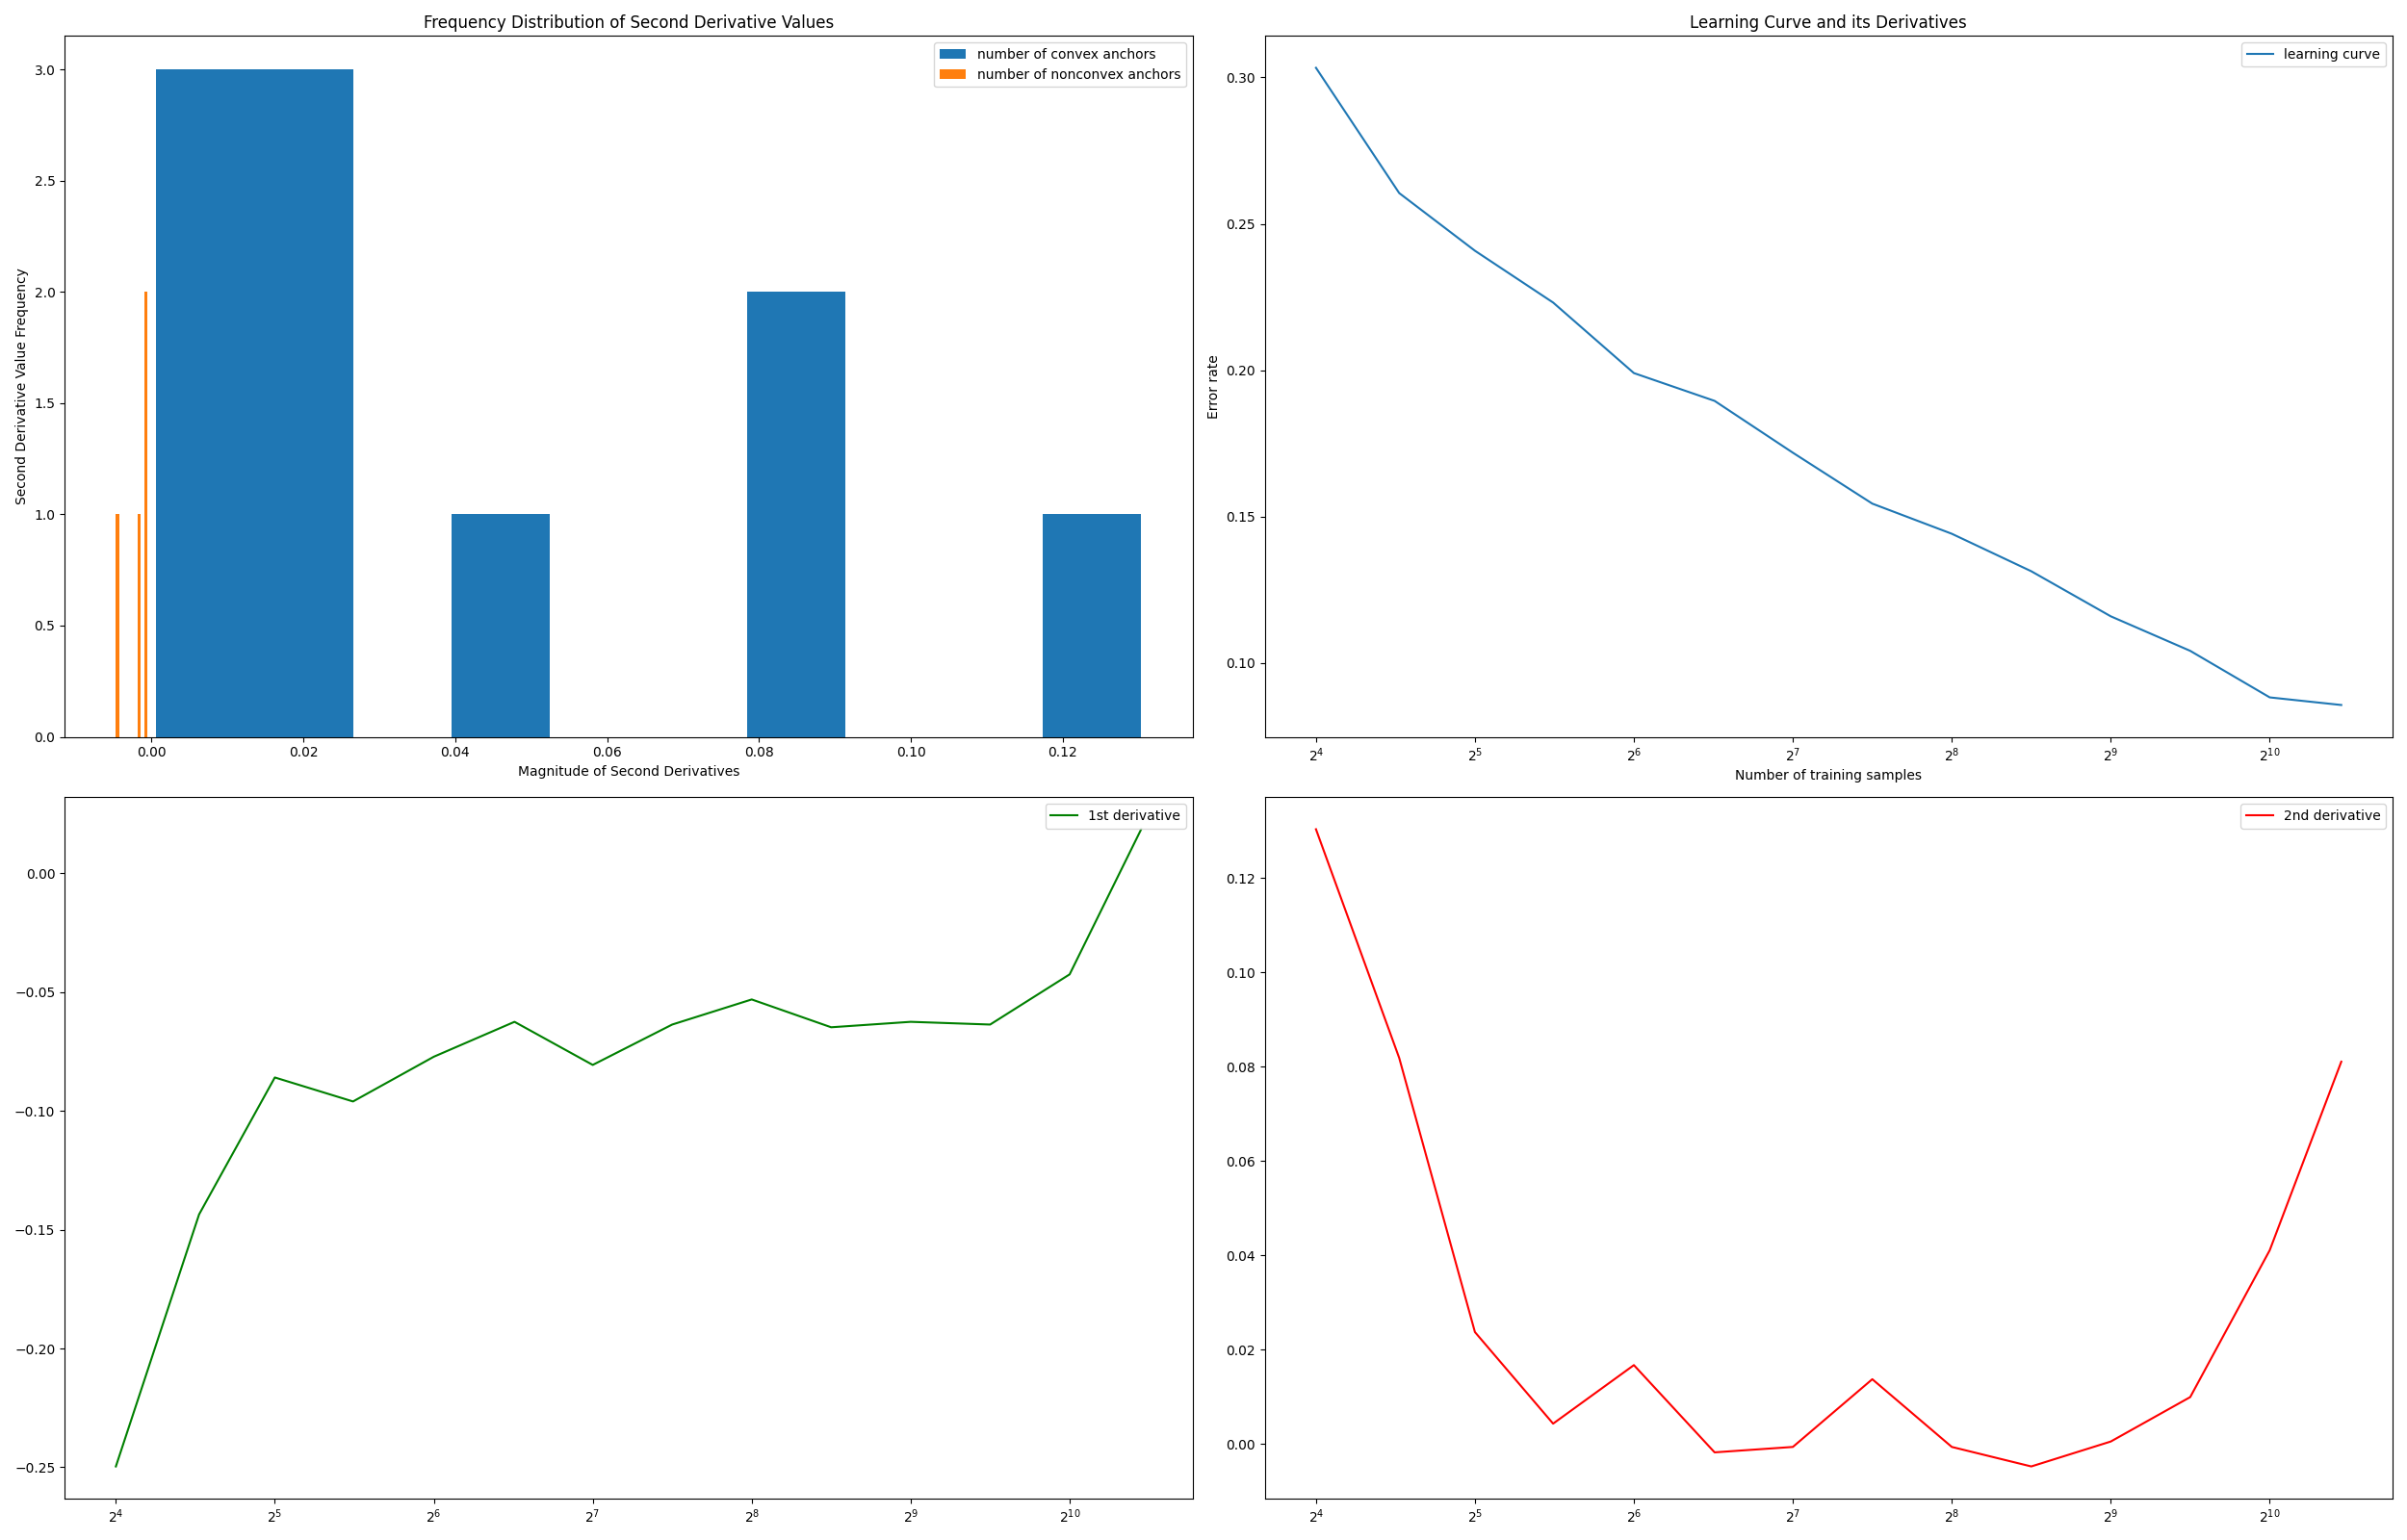 Frequency Distribution of Second Derivative Values
number of convex anchors
number of nonconvex anchors
Second Derivative Value Frequency
3.0
2.5
2.0
1.5
1.0
0.5
0.0
0.00 0.02 0.04 0.06 0.08 0.10 0.12
Magnitude of Second Derivatives
Learning Curve and its Derivatives
learning curve
Error rate
0.30
0.25
0.20
0.15
0.10
2⁴ 2⁵ 2⁶ 2⁷ 2⁸ 2⁹ 2¹⁰
Number of training samples
1st derivative
0.00
−0.05
−0.10
−0.15
−0.20
−0.25
2⁴ 2⁵ 2⁶ 2⁷ 2⁸ 2⁹ 2¹⁰
2nd derivative
0.12
0.10
0.08
0.06
0.04
0.02
0.00
2⁴ 2⁵ 2⁶ 2⁷ 2⁸ 2⁹ 2¹⁰